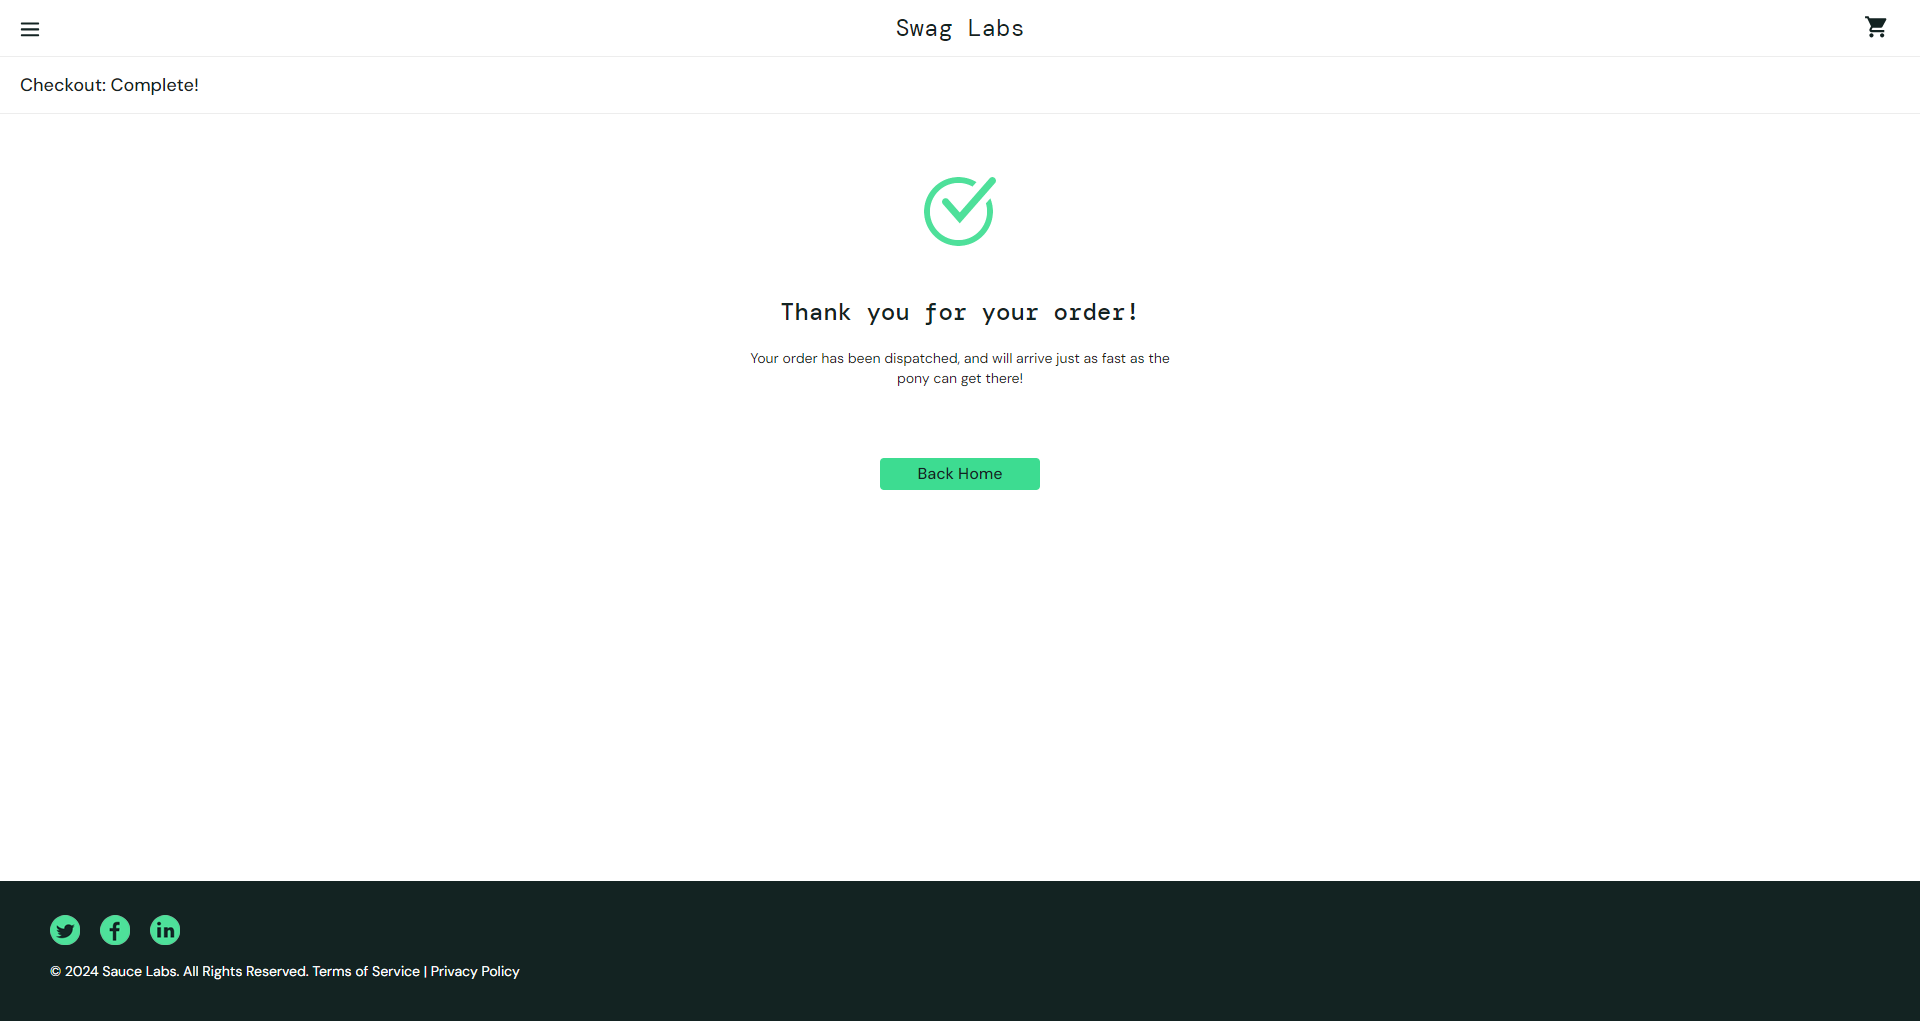 Swag Labs
Checkout: Complete!
Thank you for your order!
Your order has been dispatched, and will arrive just as fast as the
pony can get there!
Back Home
© 2024 Sauce Labs. All Rights Reserved. Terms of Service | Privacy Policy